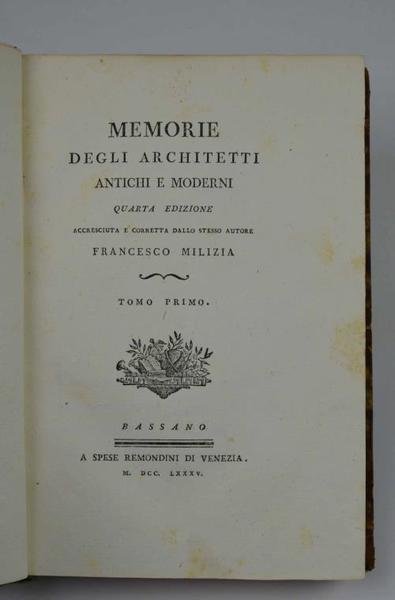 MEMORIE
DEGLI ARCHITETTI
ANTICHI E MODERNI
QUARTA EDIZIONE
ACCRESCIUTA E CORRETTA DALLO STESSO AUTORE
FRANCESCO MILIZIA
TOMO PRIMO.
BASSANO
A SPESE REMONDINI DI VENEZIA.
M. DCC. LXXXV.